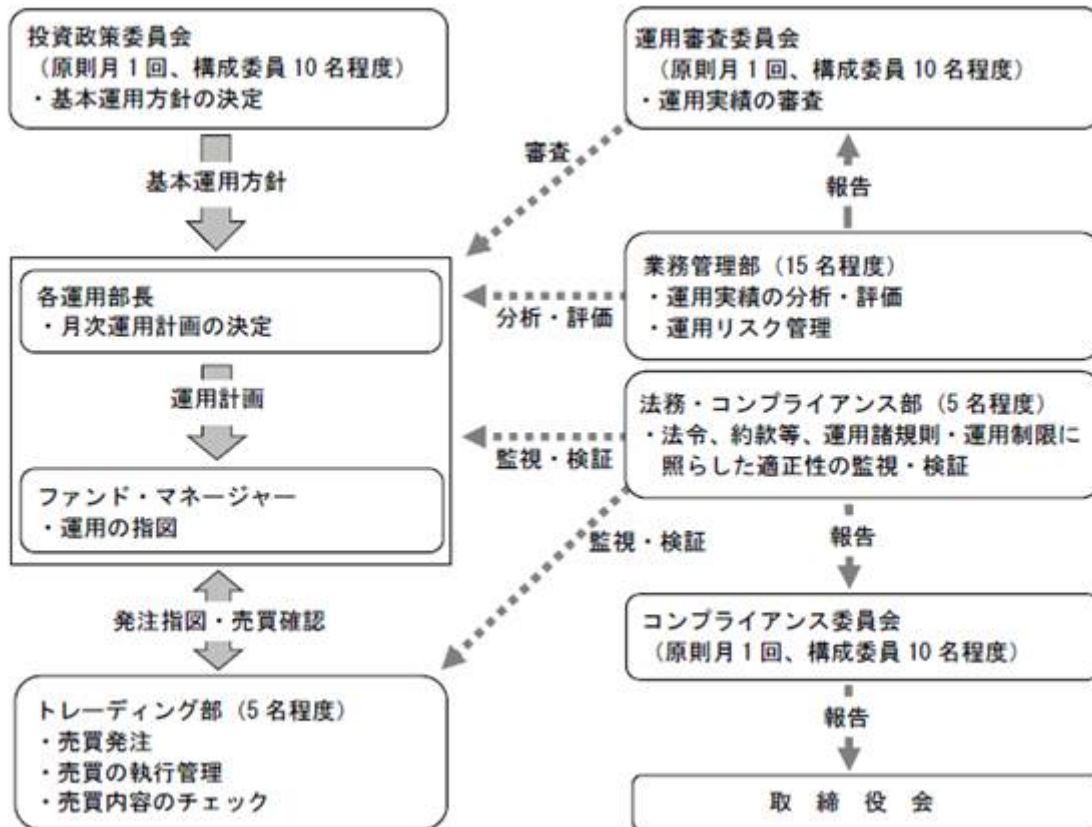 投資政策委員会
（原則月1回、構成委員10名程度）
・基本運用方針の決定
基本運用方針
各運用部長
・月次運用計画の決定
運用計画
ファンド・マネージャー
・運用の指図
発注指図・売買確認
トレーディング部（5名程度）
・売買発注
・売買の執行管理
・売買内容のチェック
運用審査委員会
（原則月1回、構成委員10名程度）
・運用実績の審査
審査
報告
業務管理部（15名程度）
・運用実績の分析・評価
・運用リスク管理
分析・評価
法務・コンプライアンス部（5名程度）
・法令、約款等、運用諸規則・運用制限に
照らした適正性の監視・検証
監視・検証
監視・検証
報告
コンプライアンス委員会
（原則月1回、構成委員10名程度）
報告
取締役会